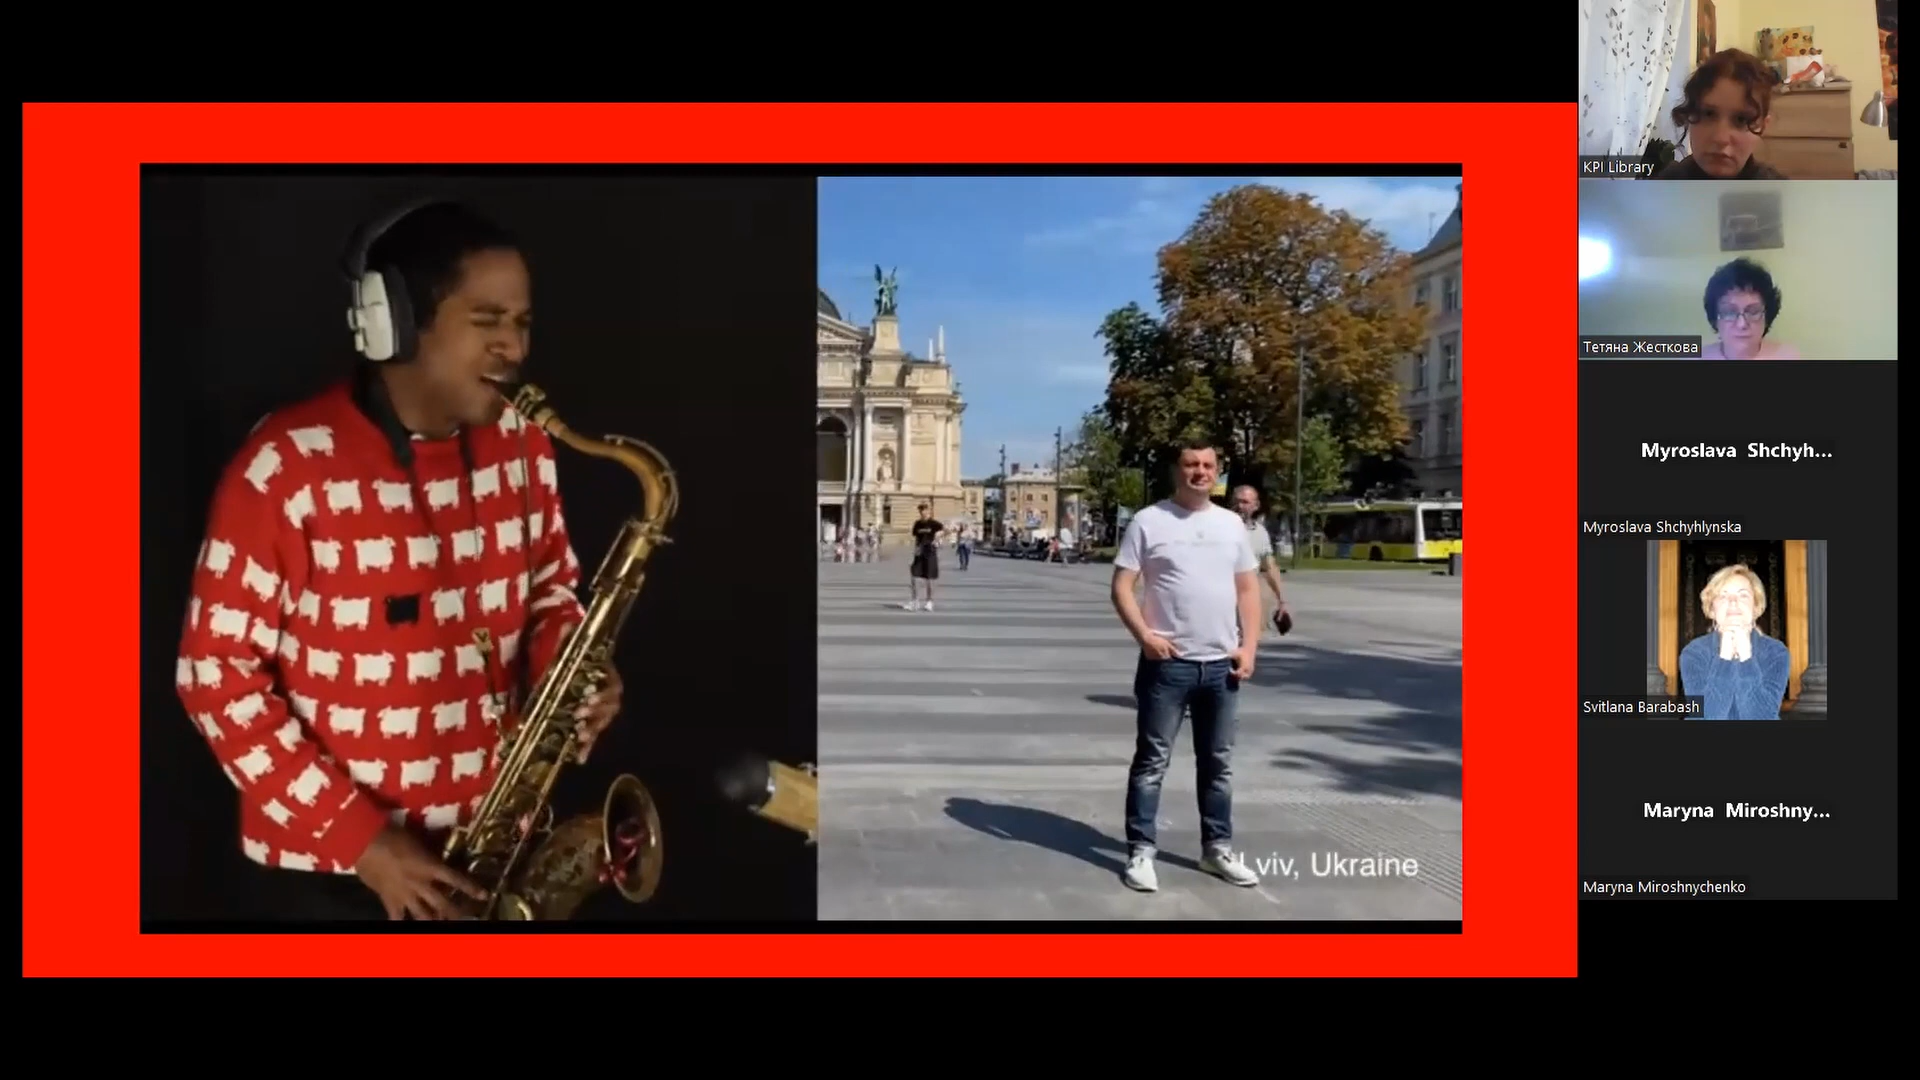 Lviv, Ukraine
KPI Library
Тетяна Жесткова
Myroslava Shchyh...
Myroslava Shchyhlynska
Svitlana Barabash
Maryna Miroshny...
Maryna Miroshnychenko